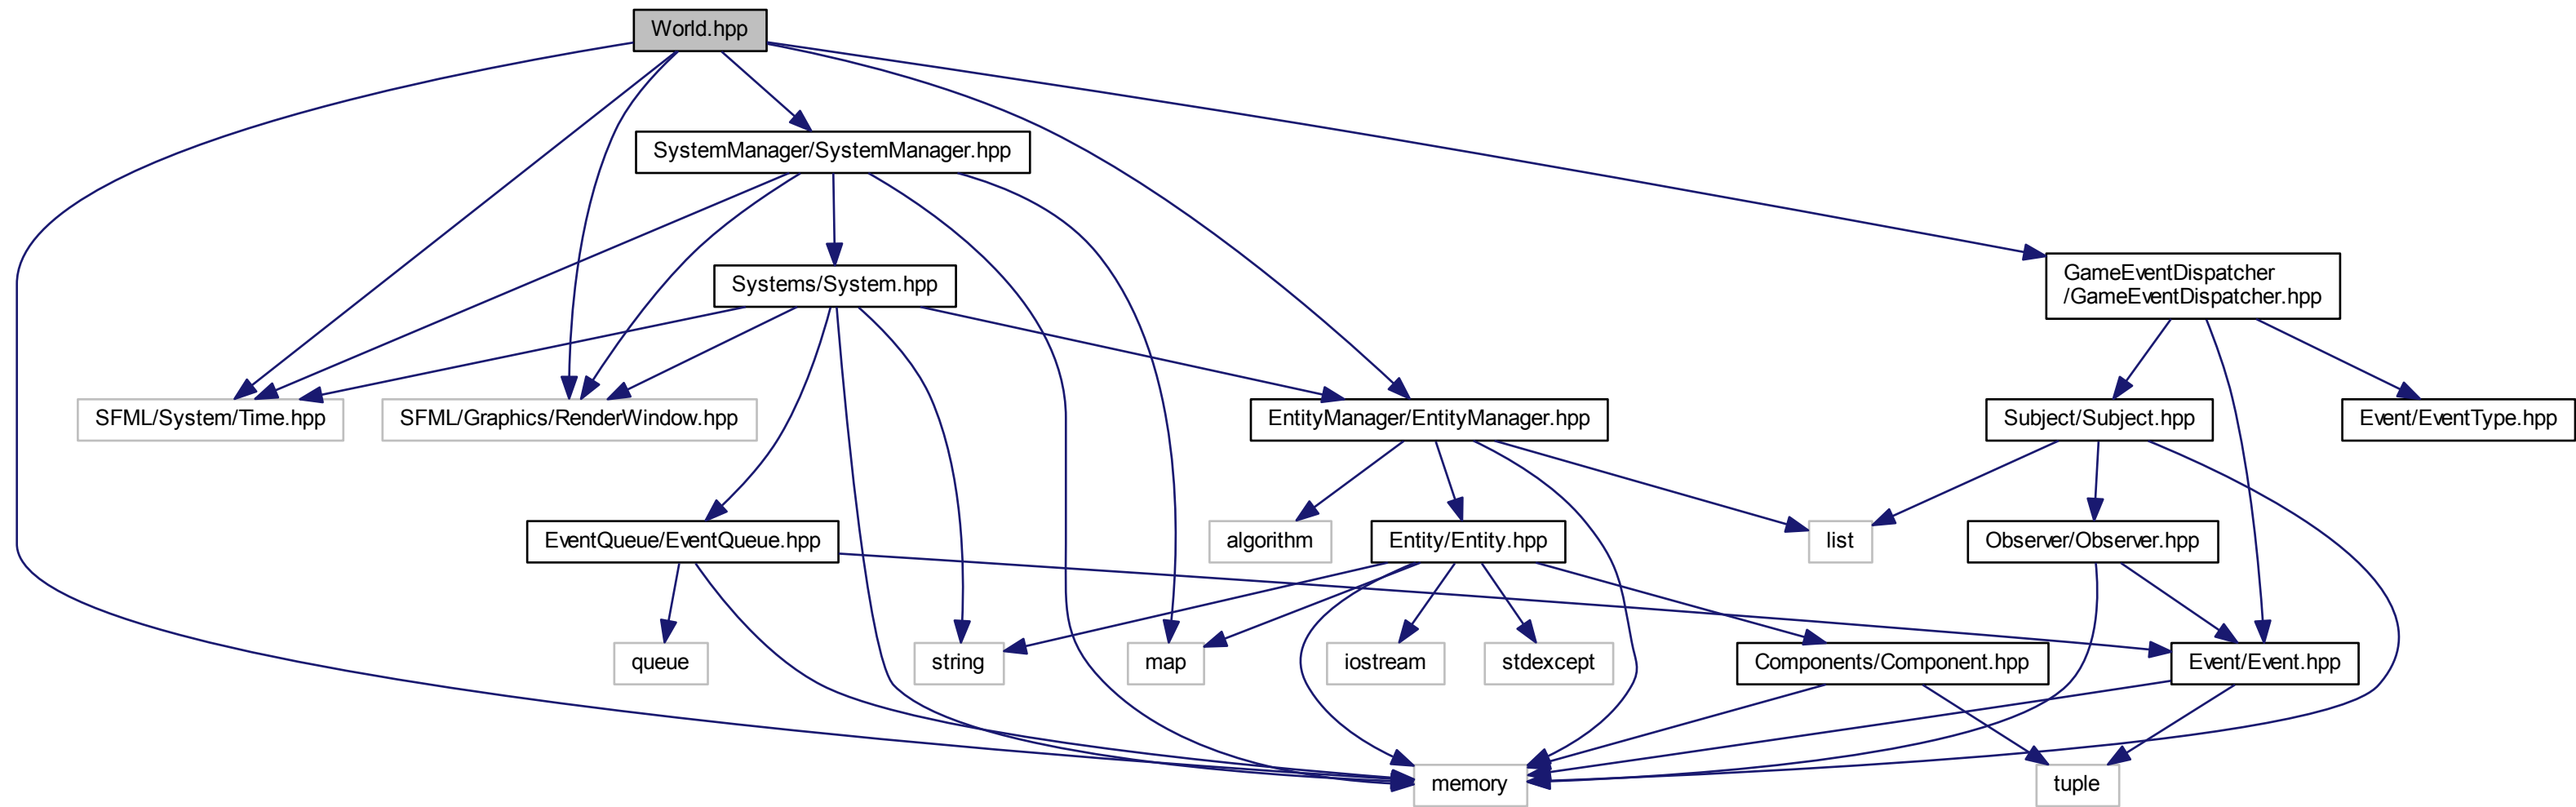 World.hpp
SystemManager/SystemManager.hpp
Systems/System.hpp
GameEventDispatcher
/GameEventDispatcher.hpp
SFML/System/Time.hpp
SFML/Graphics/RenderWindow.hpp
EntityManager/EntityManager.hpp
Subject/Subject.hpp
Event/EventType.hpp
EventQueue/EventQueue.hpp
algorithm
Entity/Entity.hpp
list
Observer/Observer.hpp
queue
string
map
iostream
stdexcept
Components/Component.hpp
Event/Event.hpp
memory
tuple